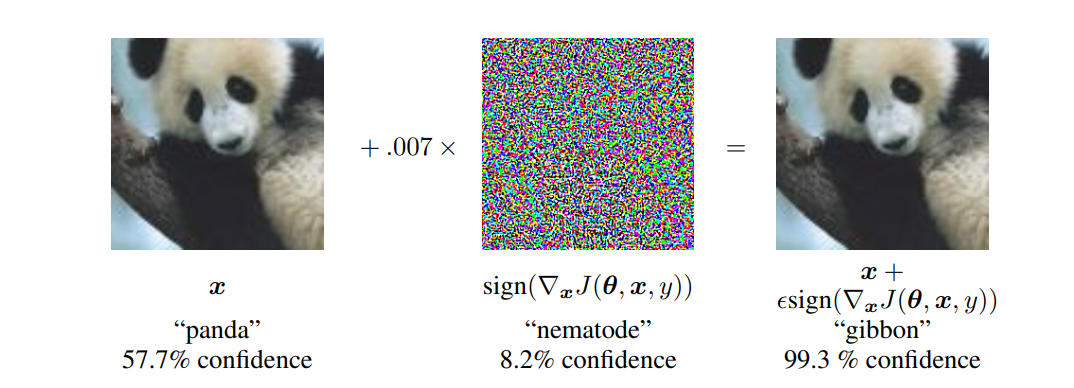 + .007 ×
=
x
sign(∇ₓJ(θ, x, y))
x +
ϵsign(∇ₓJ(θ, x, y))
“panda”
“nematode”
“gibbon”
57.7% confidence
8.2% confidence
99.3 % confidence